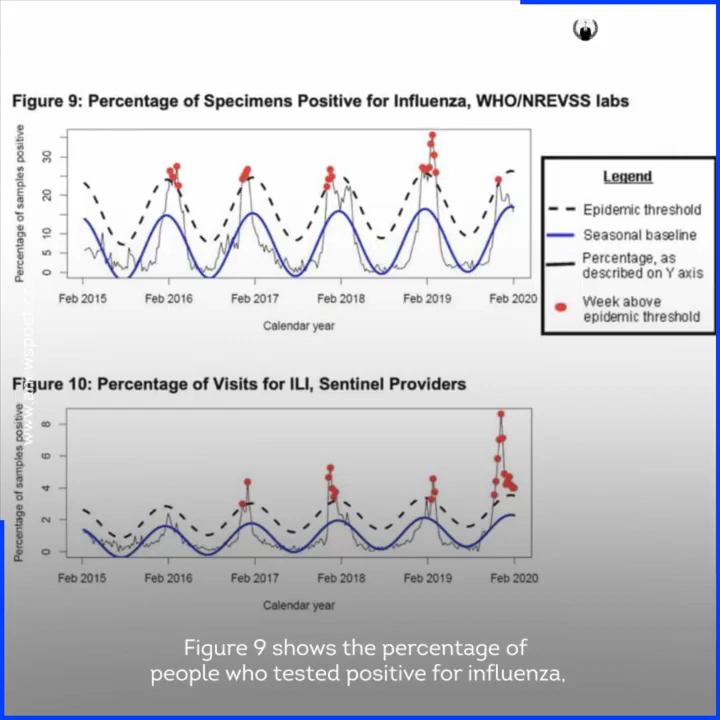 Figure 9: Percentage of Specimens Positive for Influenza, WHO/NREVSS labs
Percentage of samples positive
30
20
10
5
0
Feb 2015
Feb 2016
Feb 2017
Feb 2018
Feb 2019
Feb 2020
Calendar year
Legend
Epidemic threshold
Seasonal baseline
Percentage, as
described on Y axis
Week above
epidemic threshold
Figure 10: Percentage of Visits for ILI, Sentinel Providers
Percentage of samples positive
8
6
4
2
0
Feb 2015
Feb 2016
Feb 2017
Feb 2018
Feb 2019
Feb 2020
Calendar year
Figure 9 shows the percentage of
people who tested positive for influenza,